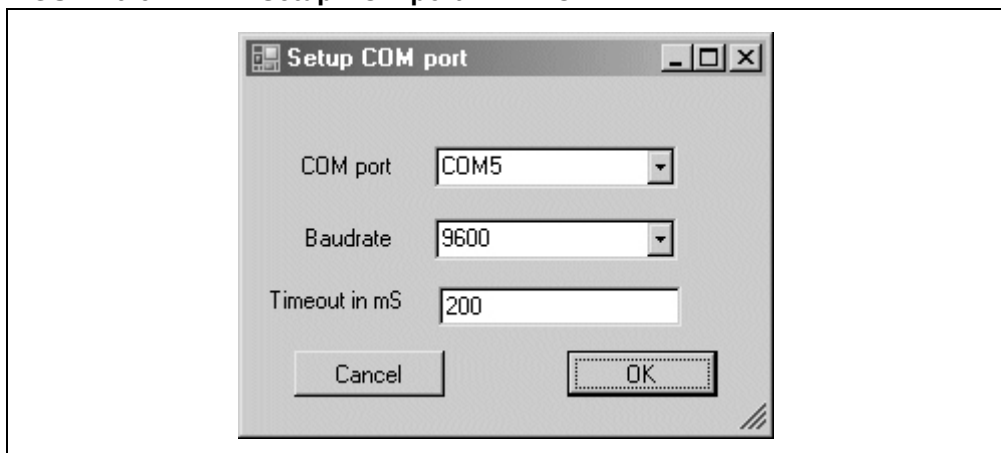 Setup COM port
COM port COM5
Baudrate 9600
Timeout in mS 200
Cancel OK